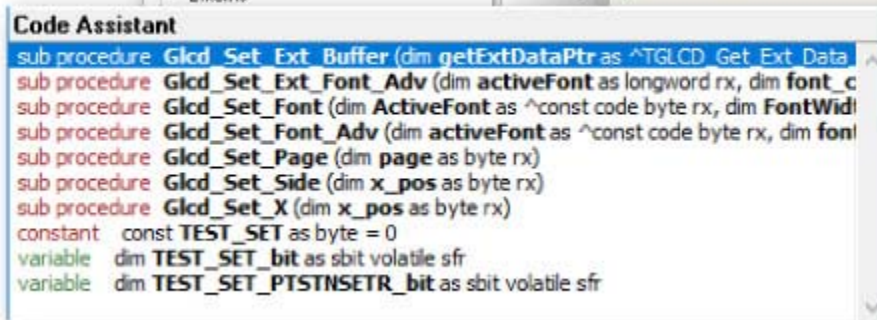 Code Assistant
sub procedure Glcd_Set_Ext_Buffer (dim getExtDataPtr as ^TGLCD_Get_Ext_Data
sub procedure Glcd_Set_Ext_Font_Adv (dim activeFont as longword rx, dim font_c
sub procedure Glcd_Set_Font (dim ActiveFont as ^const code byte rx, dim FontWidt
sub procedure Glcd_Set_Font_Adv (dim activeFont as ^const code byte rx, dim font
sub procedure Glcd_Set_Page (dim page as byte rx)
sub procedure Glcd_Set_Side (dim x_pos as byte rx)
sub procedure Glcd_Set_X (dim x_pos as byte rx)
constant const TEST_SET as byte = 0
variable dim TEST_SET_bit as sbit volatile sfr
variable dim TEST_SET_PTSTNSETR_bit as sbit volatile sfr